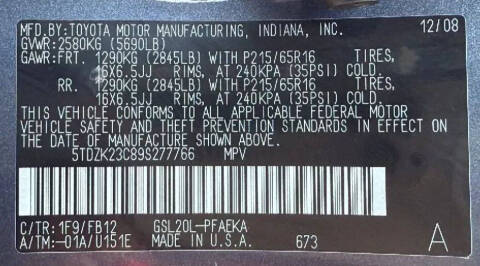 MFD.BY: TOYOTA MOTOR MANUFACTURING, INDIANA, INC. 12/08
GVWR: 2580KG (5690LB)
GAWR:FRT. 1290KG (2845LB) WITH P215/65R16 TIRES,
16X6.5JJ RIMS, AT 240KPA (35PSI) COLD.
RR. 1290KG (2845LB) WITH P215/65R16 TIRES,
16X6.5JJ RIMS, AT 240KPA (35PSI) COLD.
THIS VEHICLE CONFORMS TO ALL APPLICABLE FEDERAL MOTOR
VEHICLE SAFETY AND THEFT PREVENTION STANDARDS IN EFFECT ON
THE DATE OF MANUFACTURE SHOWN ABOVE.
5TDZK23C89S277766 MPV
C/TR: 1F9/FB12 GSL20L-PFAEKA
A/TM:-01A/U151E MADE IN U.S.A. 673 A